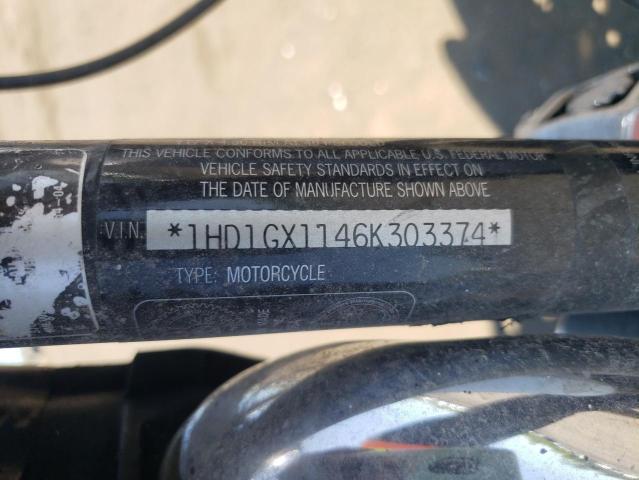 THIS VEHICLE CONFORMS TO ALL APPLICABLE U.S. FEDERAL MOTOR
VEHICLE SAFETY STANDARDS IN EFFECT ON
THE DATE OF MANUFACTURE SHOWN ABOVE
V.I.N. *1HD1GX1146K303374*
TYPE: MOTORCYCLE